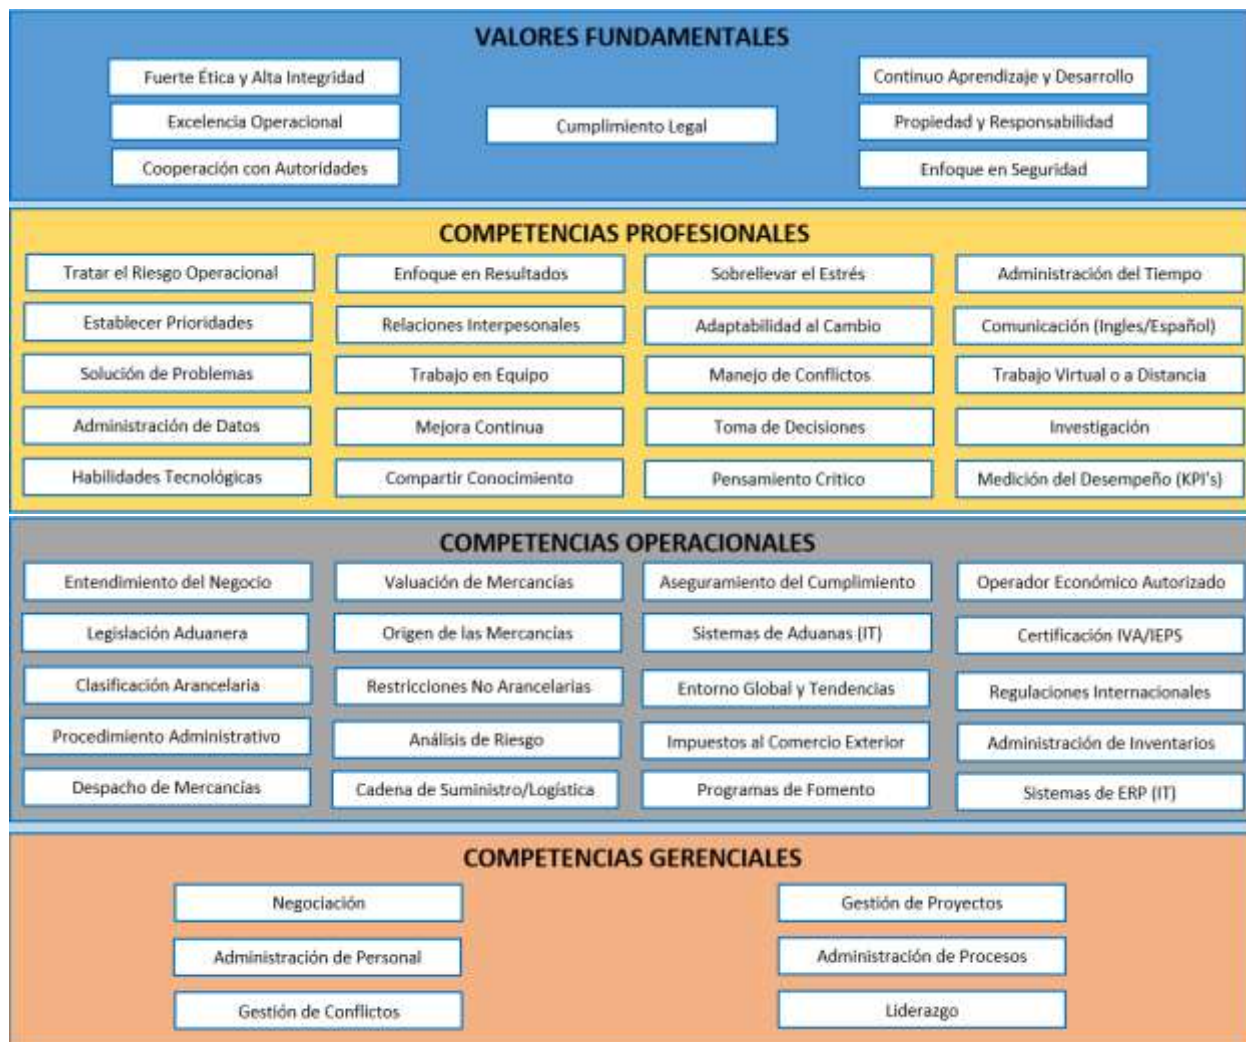 VALORES FUNDAMENTALES
Fuerte Ética y Alta Integridad
Continuo Aprendizaje y Desarrollo
Excelencia Operacional
Cumplimiento Legal
Propiedad y Responsabilidad
Cooperación con Autoridades
Enfoque en Seguridad
COMPETENCIAS PROFESIONALES
Tratar el Riesgo Operacional
Enfoque en Resultados
Sobrellevar el Estrés
Administración del Tiempo
Establecer Prioridades
Relaciones Interpesonales
Adaptabilidad al Cambio
Comunicación (Ingles/Español)
Solución de Problemas
Trabajo en Equipo
Manejo de Conflictos
Trabajo Virtual o a Distancia
Administración de Datos
Mejora Continua
Toma de Decisiones
Investigación
Habilidades Tecnológicas
Compartir Conocimiento
Pensamiento Critico
Medición del Desempeño (KPI's)
COMPETENCIAS OPERACIONALES
Entendimiento del Negocio
Valuación de Mercancías
Aseguramiento del Cumplimiento
Operador Económico Autorizado
Legislación Aduanera
Origen de las Mercancías
Sistemas de Aduanas (IT)
Certificación IVA/IEPS
Clasificación Arancelaria
Restricciones No Arancelarias
Entorno Global y Tendencias
Regulaciones Internacionales
Procedimiento Administrativo
Análisis de Riesgo
Impuestos al Comercio Exterior
Administración de Inventarios
Despacho de Mercancías
Cadena de Suministro/Logística
Programas de Fomento
Sistemas de ERP (IT)
COMPETENCIAS GERENCIALES
Negociación
Gestión de Proyectos
Administración de Personal
Administración de Procesos
Gestión de Conflictos
Liderazgo